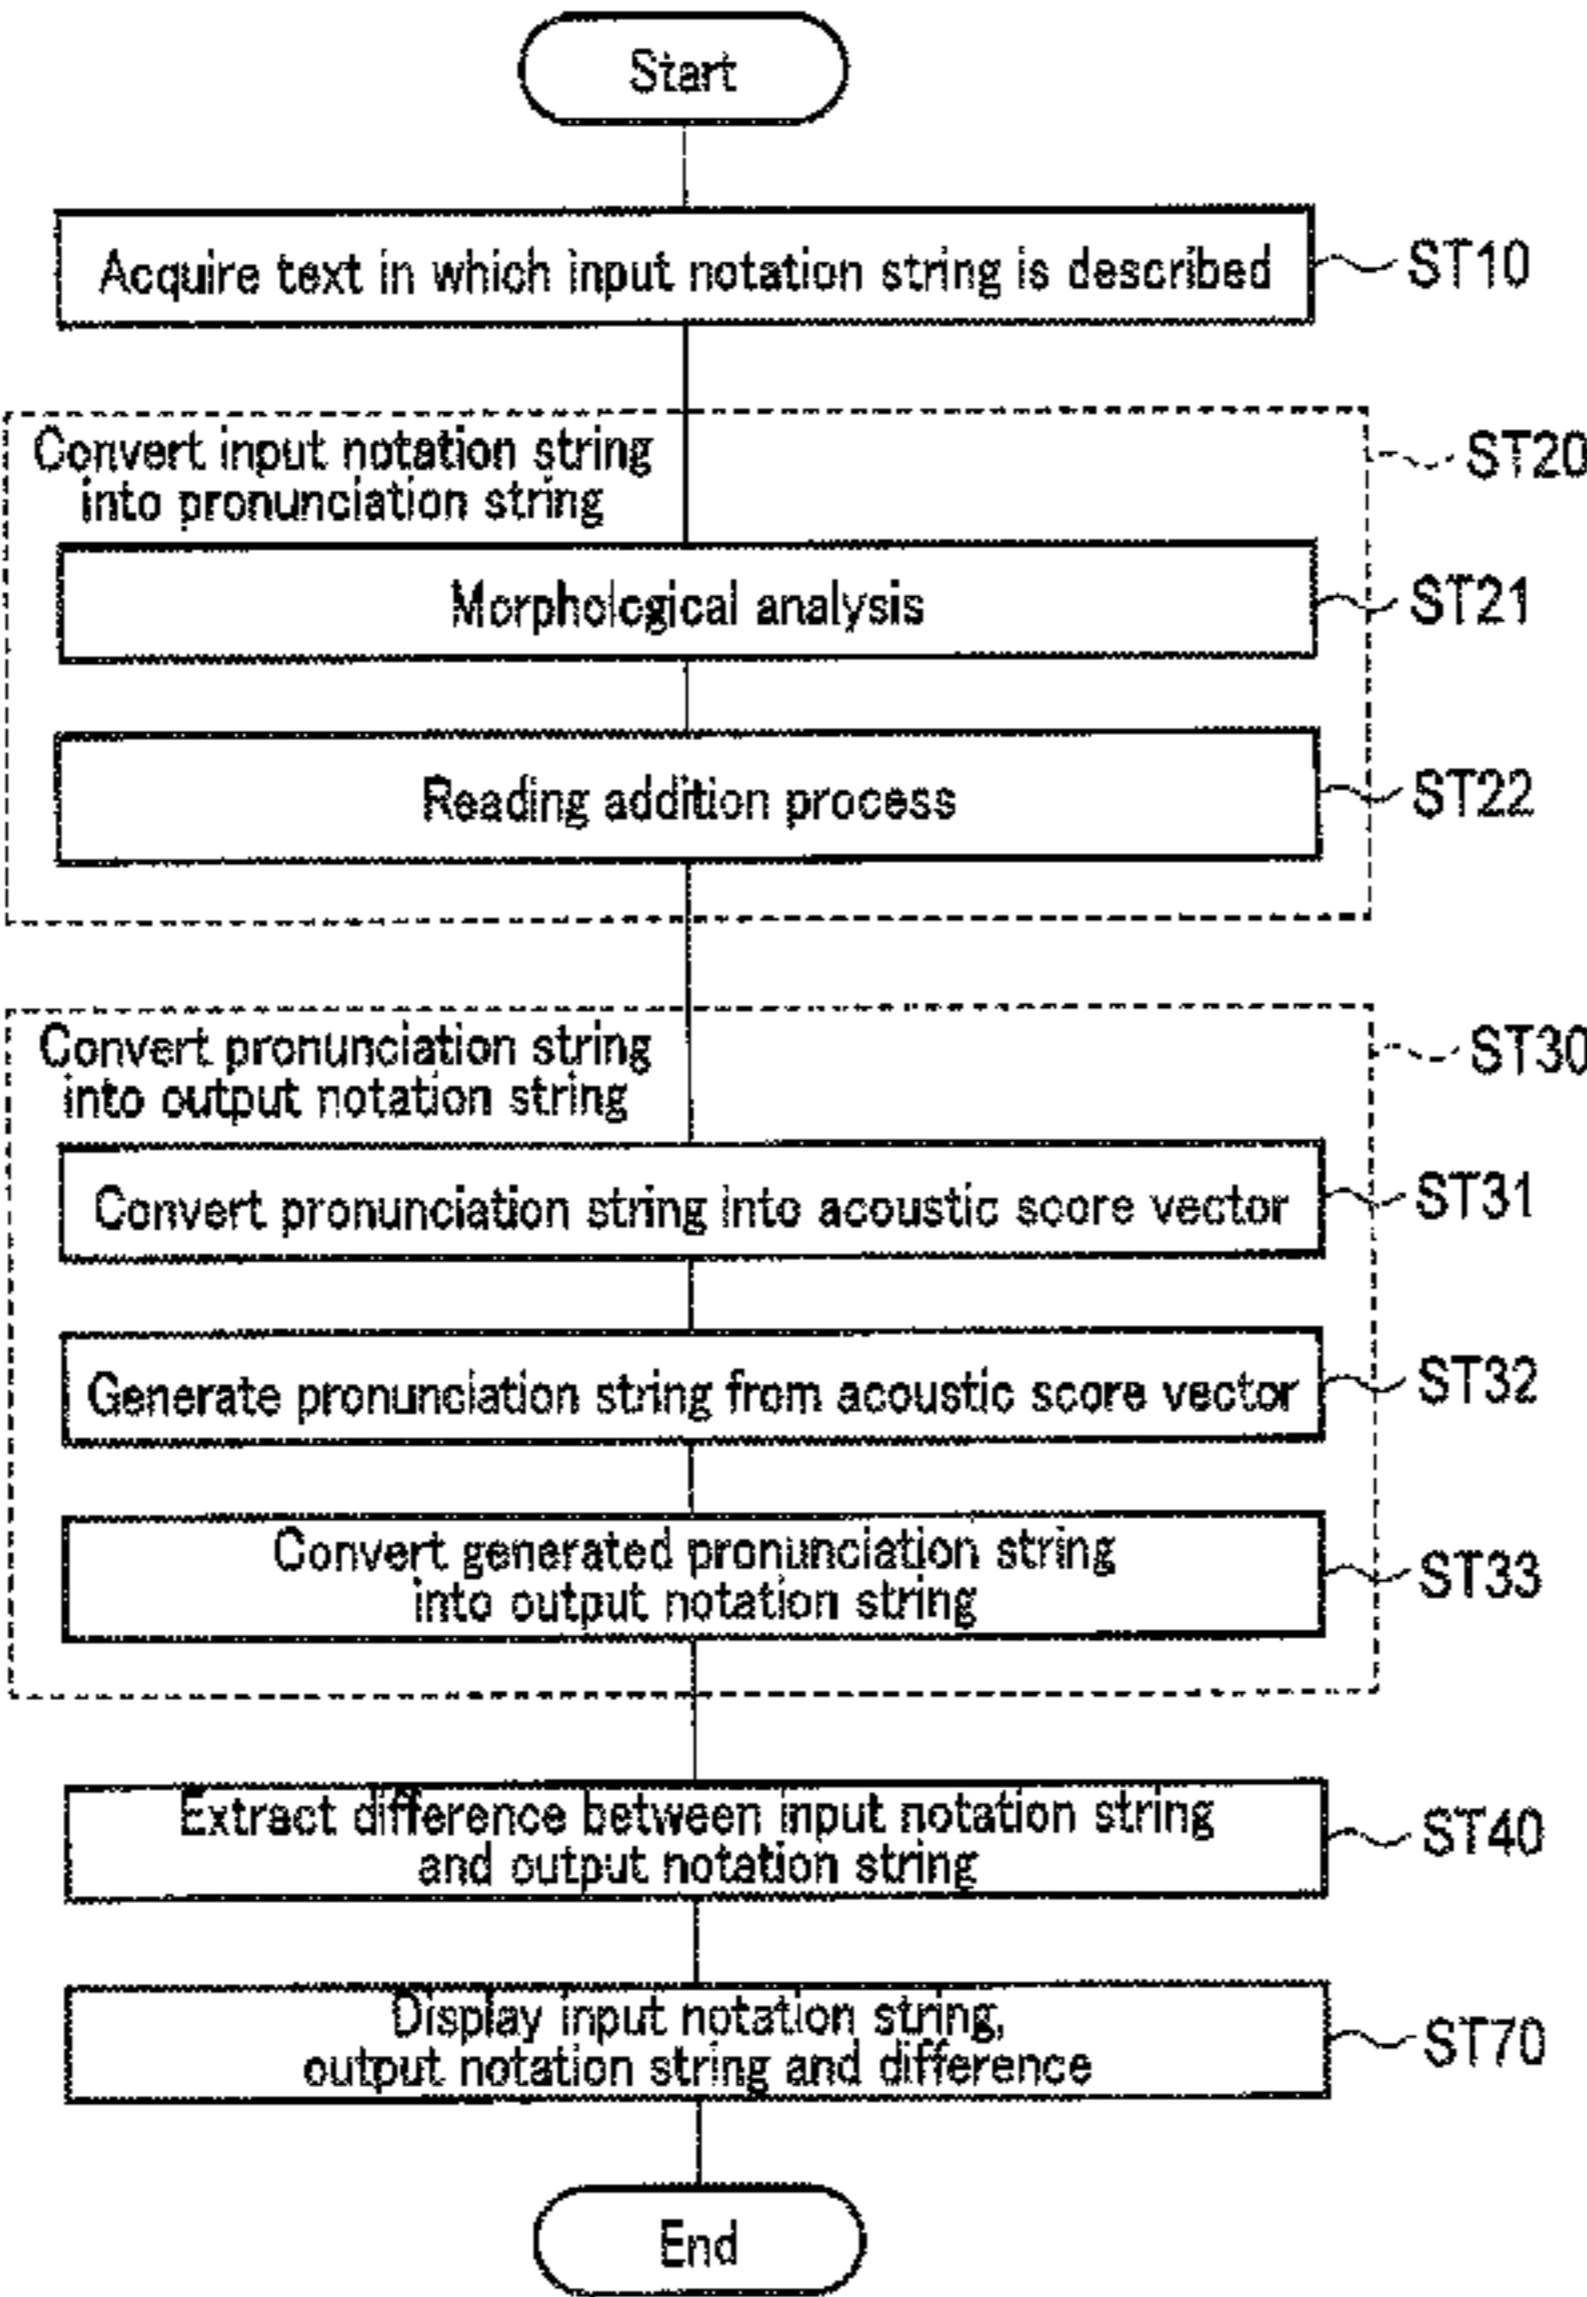 Start
Acquire text in which input notation string is described
ST10
Convert input notation string
into pronunciation string
ST20
Morphological analysis
ST21
Reading addition process
ST22
Convert pronunciation string
into output notation string
ST30
Convert pronunciation string into acoustic score vector
ST31
Generate pronunciation string from acoustic score vector
ST32
Convert generated pronunciation string
into output notation string
ST33
Extract difference between input notation string
and output notation string
ST40
Display input notation string,
output notation string and difference
ST70
End